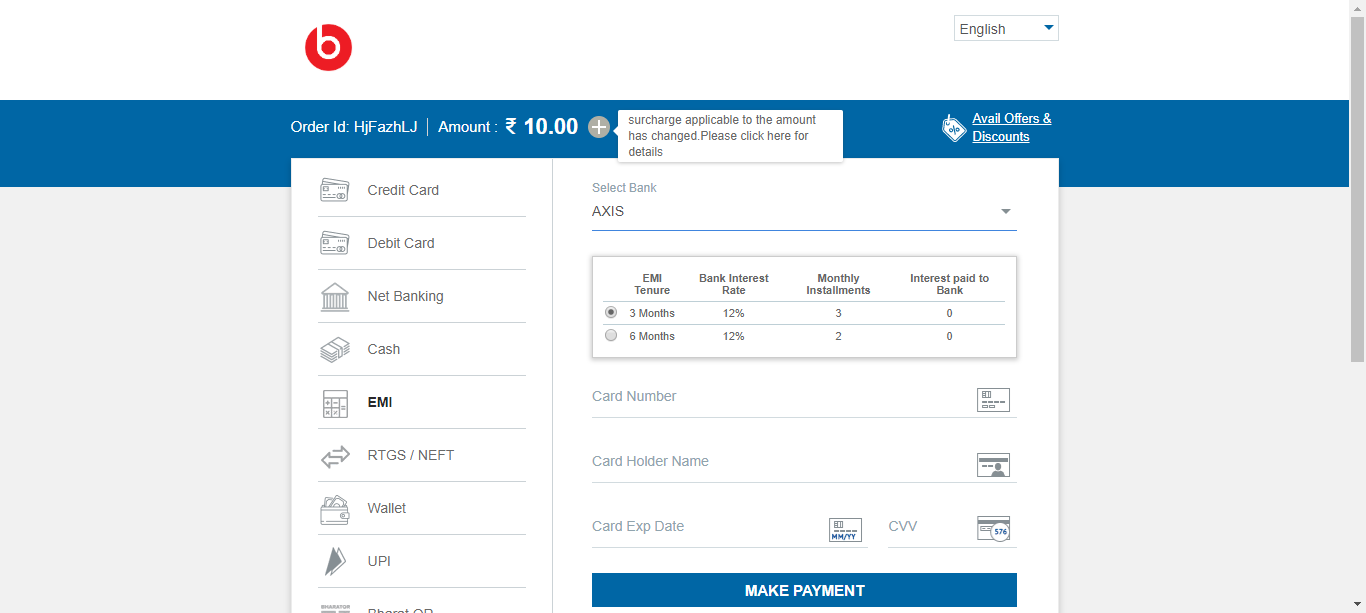 b
English
Order Id: HjFazhLJ
Amount : ₹ 10.00
surcharge applicable to the amount
has changed.Please click here for
details
Avail Offers &
Discounts
Credit Card
Debit Card
Net Banking
Cash
EMI
RTGS / NEFT
Wallet
UPI
Bharat QR
Select Bank
AXIS
EMI Tenure Bank Interest Rate Monthly Installments Interest paid to Bank
3 Months 12% 3 0
6 Months 12% 2 0
Card Number
Card Holder Name
Card Exp Date
MM/YY
CVV
576
MAKE PAYMENT